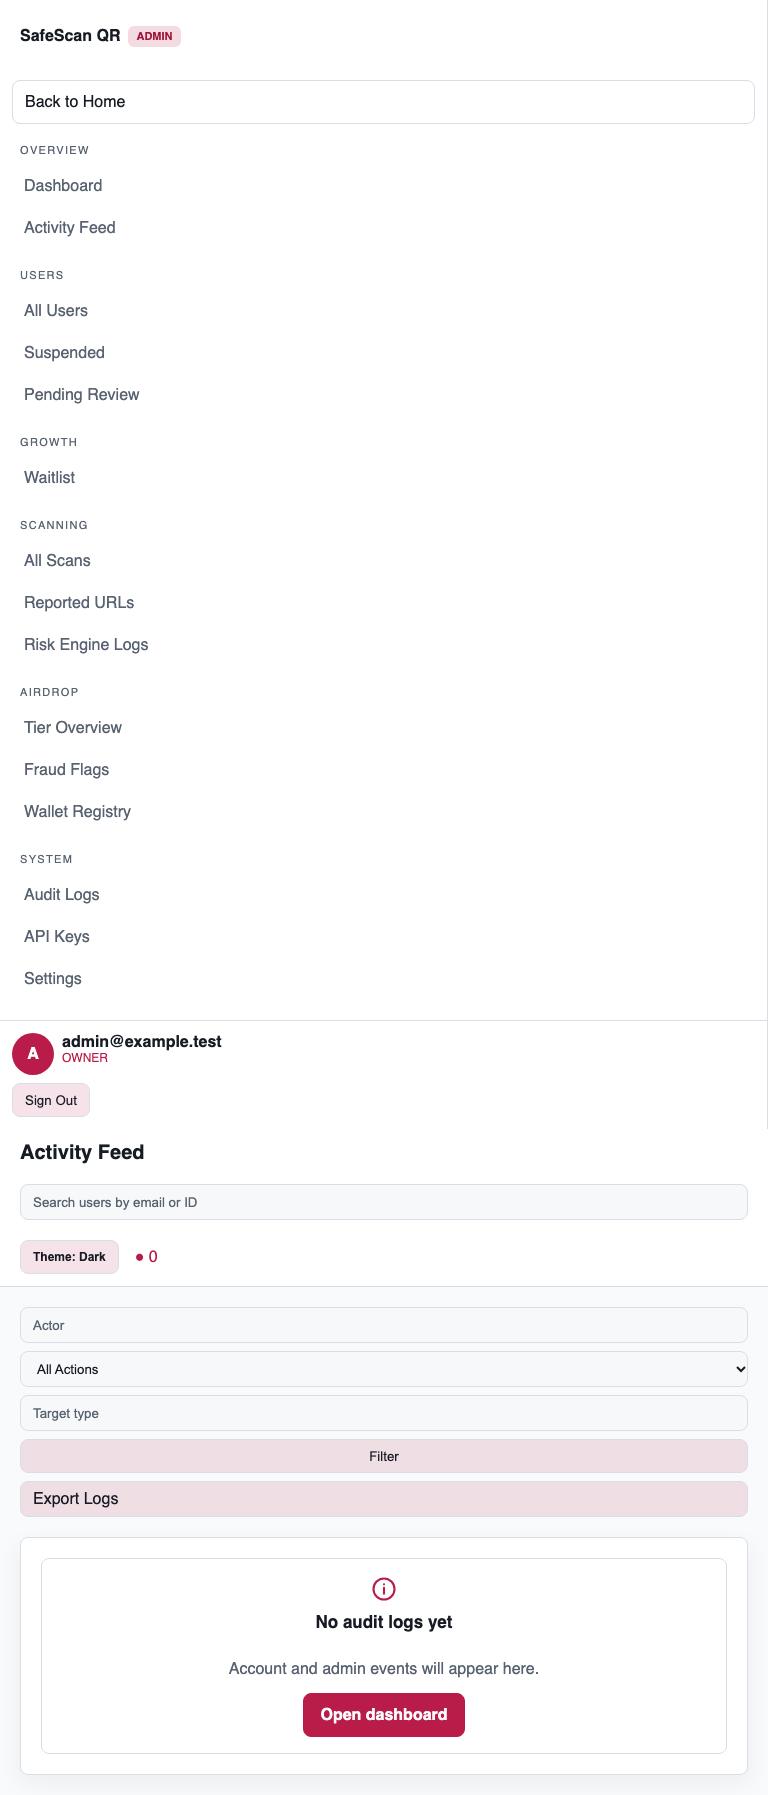 SafeScan QR ADMIN
Back to Home
OVERVIEW
Dashboard
Activity Feed
USERS
All Users
Suspended
Pending Review
GROWTH
Waitlist
SCANNING
All Scans
Reported URLs
Risk Engine Logs
AIRDROP
Tier Overview
Fraud Flags
Wallet Registry
SYSTEM
Audit Logs
API Keys
Settings
A
admin@example.test
OWNER
Sign Out
Activity Feed
Search users by email or ID
Theme: Dark ● 0
Actor
All Actions
Target type
Filter
Export Logs
No audit logs yet
Account and admin events will appear here.
Open dashboard